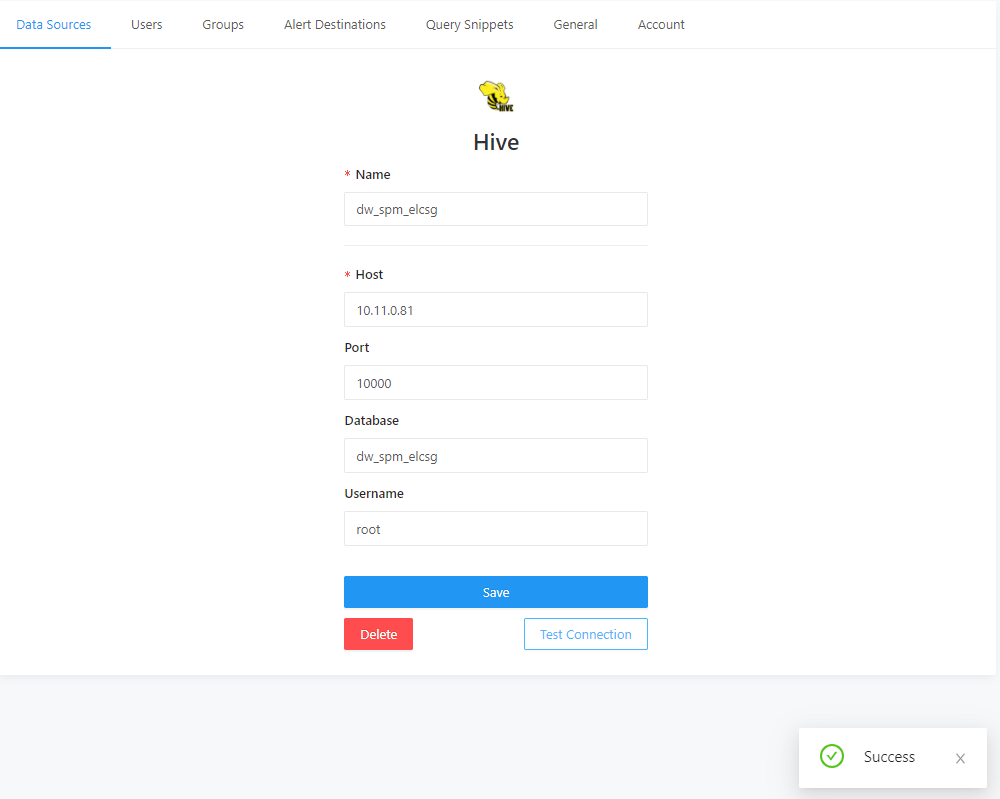 Data Sources Users Groups Alert Destinations Query Snippets General Account
HIVE
Hive
* Name
dw_spm_elcsg
* Host
10.11.0.81
Port
10000
Database
dw_spm_elcsg
Username
root
Save
Delete Test Connection
Success